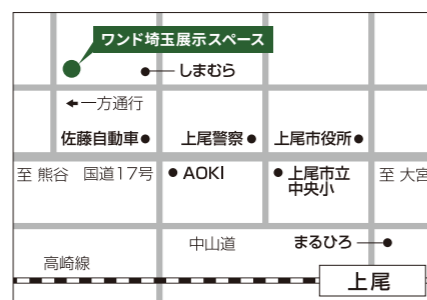 ワンド埼玉展示スペース
しまむら
一方通行
佐藤自動車
上尾警察
上尾市役所
至 熊谷
国道17号
AOKI
上尾市立
中央小
至 大宮
中山道
まるひろ
高崎線
上尾